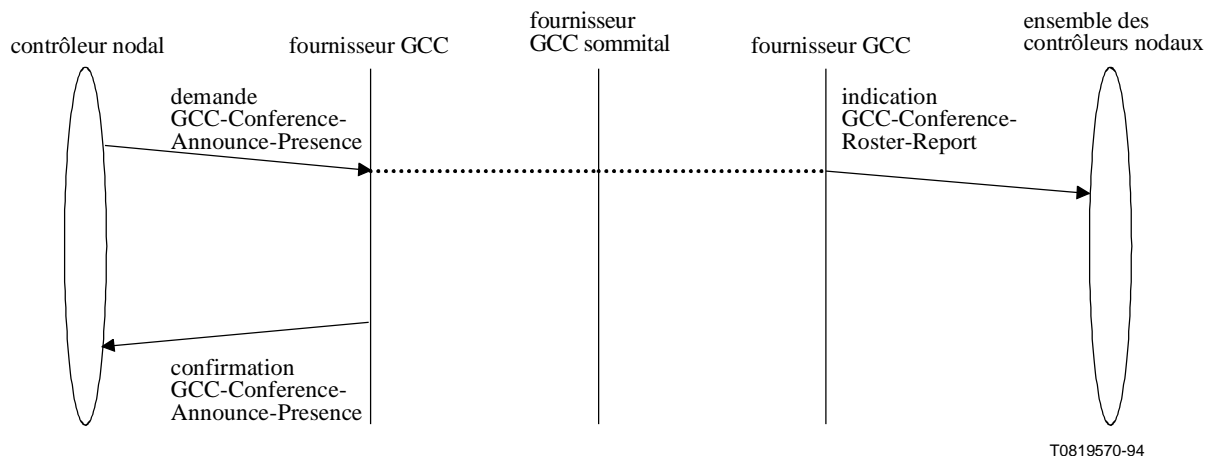 contrôleur nodal
fournisseur GCC
fournisseur
GCC sommital
fournisseur GCC
ensemble des
contrôleurs nodaux
demande
GCC-Conference-
Announce-Presence
indication
GCC-Conference-
Roster-Report
confirmation
GCC-Conference-
Announce-Presence
T0819570-94